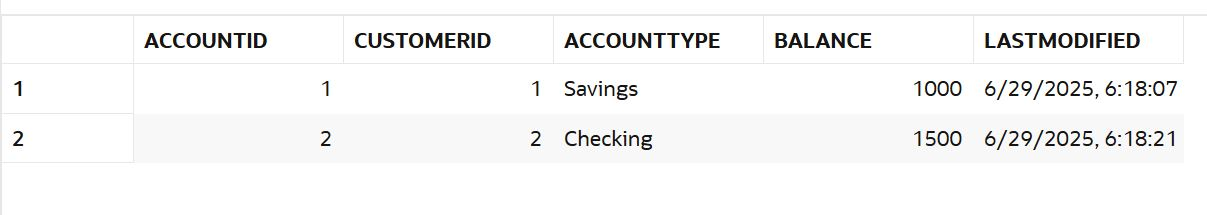 ACCOUNTID CUSTOMERID ACCOUNTTYPE BALANCE LASTMODIFIED
1 1 1 Savings 1000 6/29/2025, 6:18:07
2 2 2 Checking 1500 6/29/2025, 6:18:21